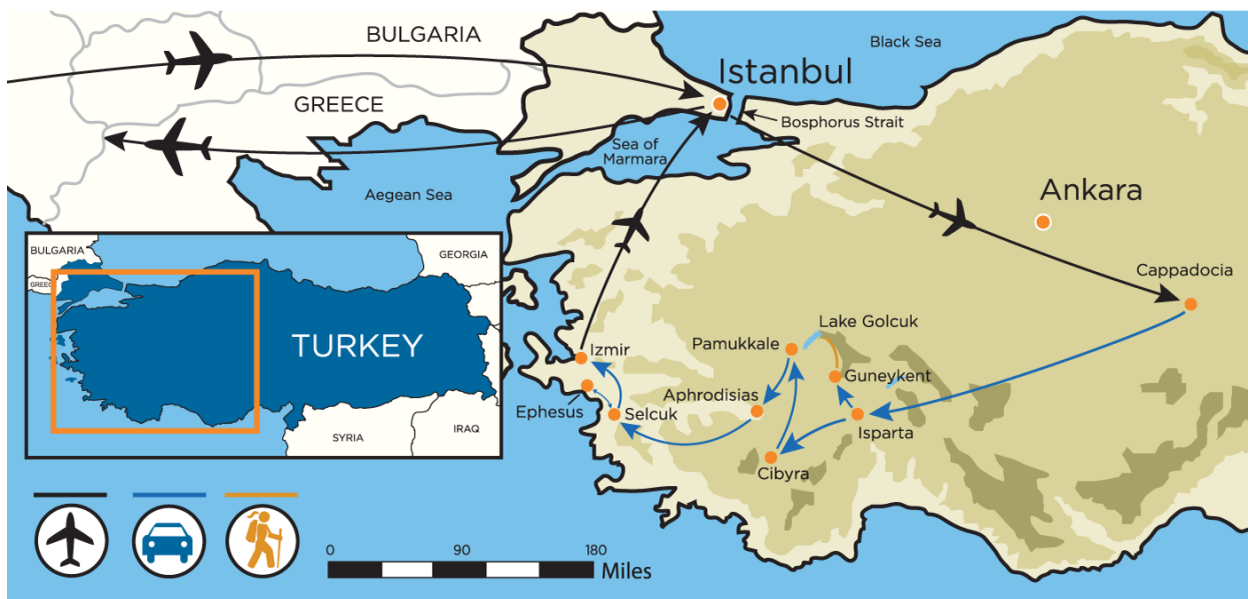 BULGARIA
Black Sea
Istanbul
GREECE
Bosphorus Strait
Sea of
Marmara
Aegean Sea
Ankara
Cappadocia
Lake Golcuk
Pamukkale
Izmir
Guneykent
Aphrodisias
Ephesus
Selcuk
Isparta
Cibyra
BULGARIA
GEORGIA
GREECE
TURKEY
SYRIA
IRAQ
0 90 180
Miles